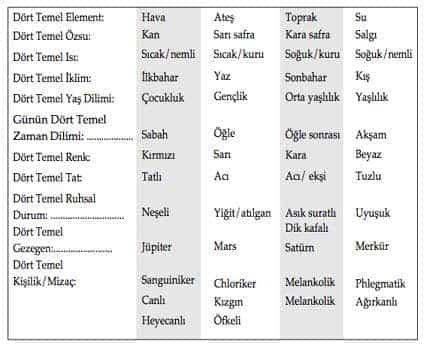 Dört Temel Element: Hava Ateş Toprak Su
Dört Temel Özsu: Kan Sarı safra Kara safra Salgı
Dört Temel Isı: Sıcak/nemli Sıcak/kuru Soğuk/kuru Soğuk/nemli
Dört Temel İklim: İlkbahar Yaz Sonbahar Kış
Dört Temel Yaş Dilimi: Çocukluk Gençlik Orta yaşlılık Yaşlılık
Günün Dört Temel
Zaman Dilimi: ................... Sabah Öğle Öğle sonrası Akşam
Dört Temel Renk: Kırmızı Sarı Kara Beyaz
Dört Temel Tat: Tatlı Acı Acı/ ekşi Tuzlu
Dört Temel Ruhsal
Durum: .............................. Neşeli Yiğit/atılgan Asık suratlı Uyuşuk
Dört Temel Dik kafalı
Gezegen:........................ Jüpiter Mars Satürn Merkür
Dört Temel
Kişilik/Mizaç: Sanguiniker Chloriker Melankolik Phlegmatik
Canlı Kızgın Melankolik Ağırkanlı
Heyecanlı Öfkeli